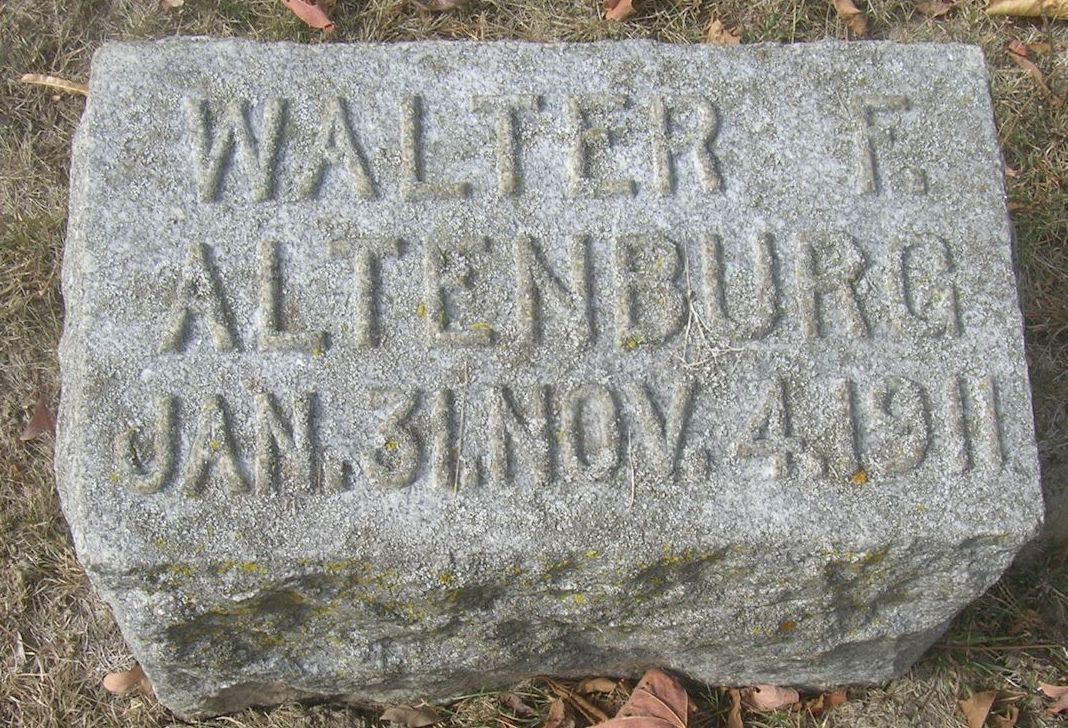 WALTER F.
ALTENBURG
JAN. 31. NOV. 4, 1911